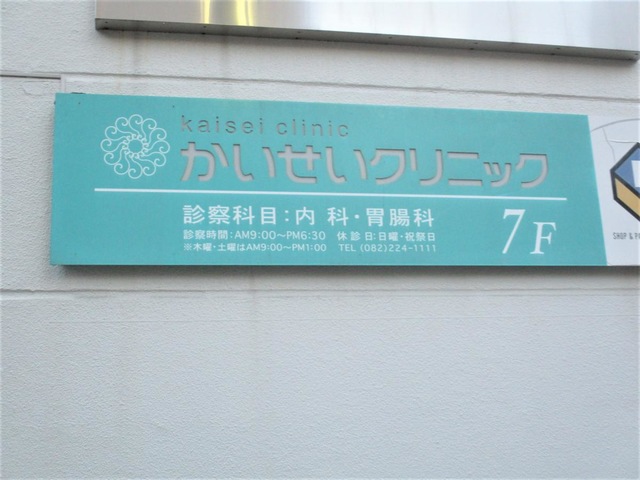 kaisei clinic
かいせいクリニック
診察科目:内 科・胃腸科
診察時間:AM9:00〜PM6:30 休診日:日曜・祝祭日
※木曜・土曜はAM9:00〜PM1:00 TEL (082)224-1111
7F